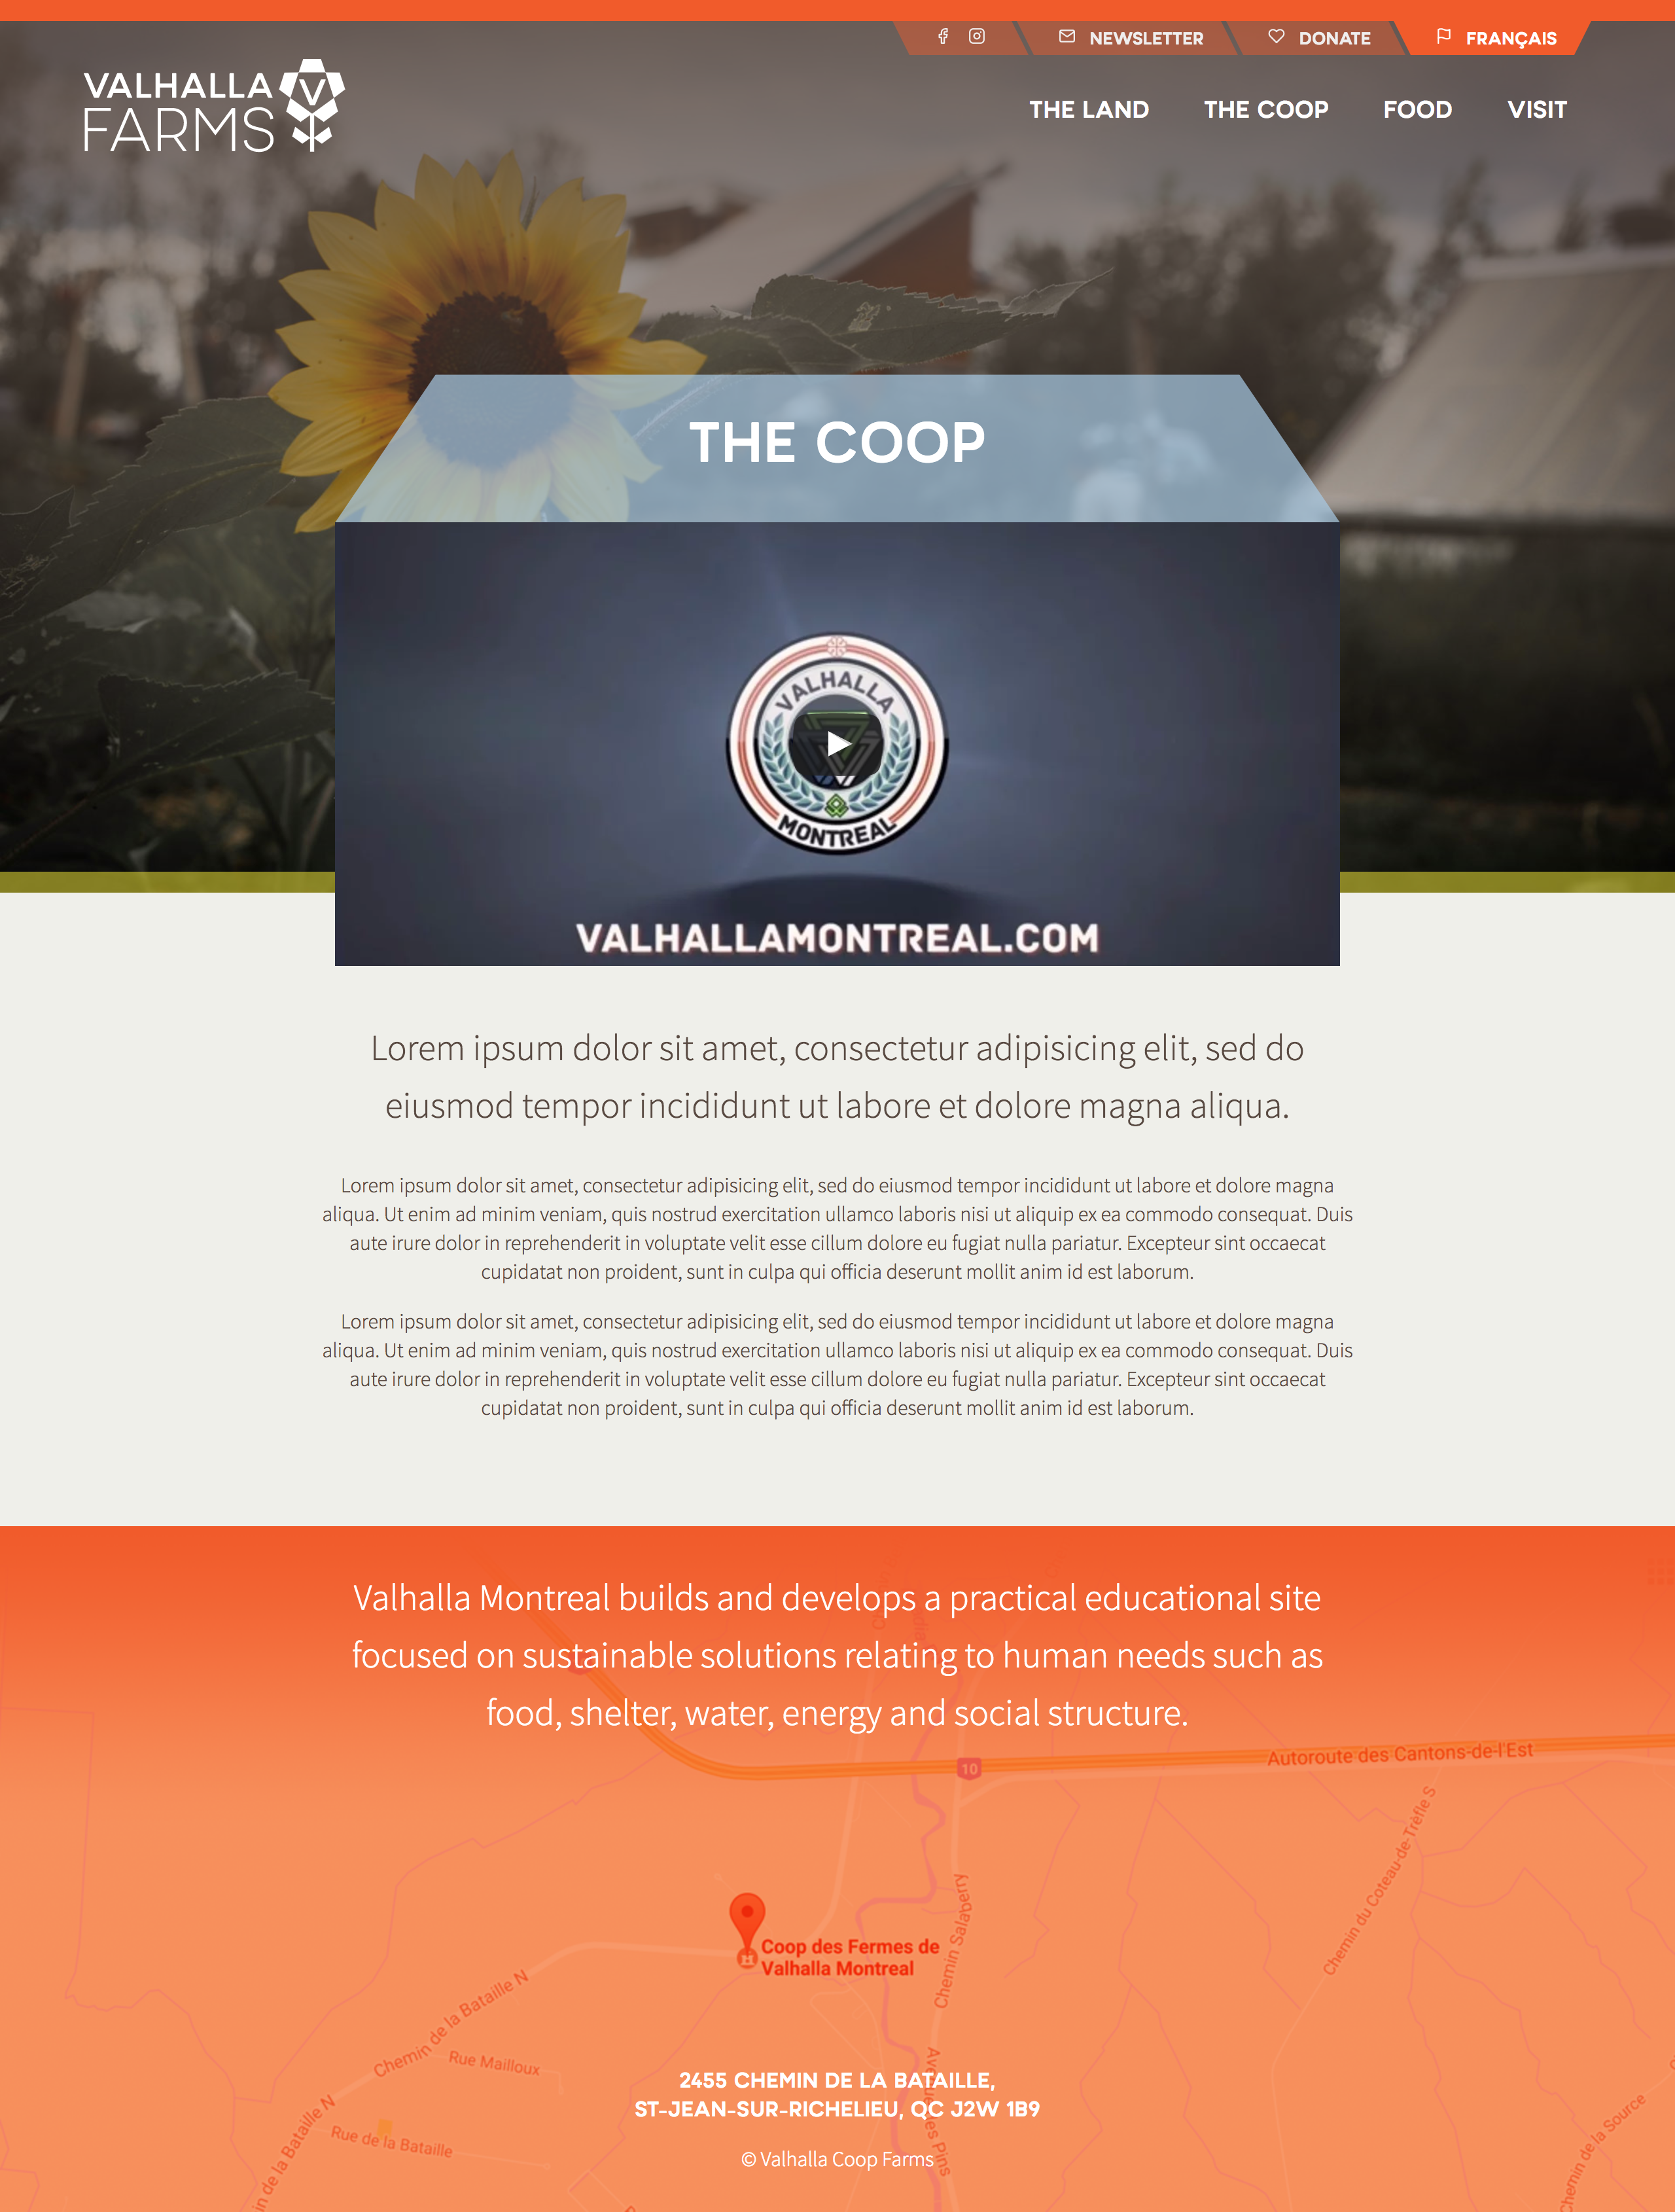 NEWSLETTER
DONATE
FRANÇAIS
VALHALLA
FARMS
V
THE LAND
THE COOP
FOOD
VISIT
THE COOP
VALHALLA
MONTREAL
VALHALLAMONTREAL.COM
Lorem ipsum dolor sit amet, consectetur adipisicing elit, sed do
eiusmod tempor incididunt ut labore et dolore magna aliqua.
Lorem ipsum dolor sit amet, consectetur adipisicing elit, sed do eiusmod tempor incididunt ut labore et dolore magna
aliqua. Ut enim ad minim veniam, quis nostrud exercitation ullamco laboris nisi ut aliquip ex ea commodo consequat. Duis
aute irure dolor in reprehenderit in voluptate velit esse cillum dolore eu fugiat nulla pariatur. Excepteur sint occaecat
cupidatat non proident, sunt in culpa qui officia deserunt mollit anim id est laborum.
Lorem ipsum dolor sit amet, consectetur adipisicing elit, sed do eiusmod tempor incididunt ut labore et dolore magna
aliqua. Ut enim ad minim veniam, quis nostrud exercitation ullamco laboris nisi ut aliquip ex ea commodo consequat. Duis
aute irure dolor in reprehenderit in voluptate velit esse cillum dolore eu fugiat nulla pariatur. Excepteur sint occaecat
cupidatat non proident, sunt in culpa qui officia deserunt mollit anim id est laborum.
Valhalla Montreal builds and develops a practical educational site
focused on sustainable solutions relating to human needs such as
food, shelter, water, energy and social structure.
Autoroute des Cantons-de-l'Est
10
Chemin du Coteau-de-Trèfle S
Chemin Salaberry
Coop des Fermes de
Valhalla Montreal
Chemin de la Bataille N
Rue Mailloux
Avenue des Pins
2455 CHEMIN DE LA BATAILLE,
ST-JEAN-SUR-RICHELIEU, QC J2W 1B9
in de la Bataille N
Rue de la Bataille
Chemin de la Source
© Valhalla Coop Farms